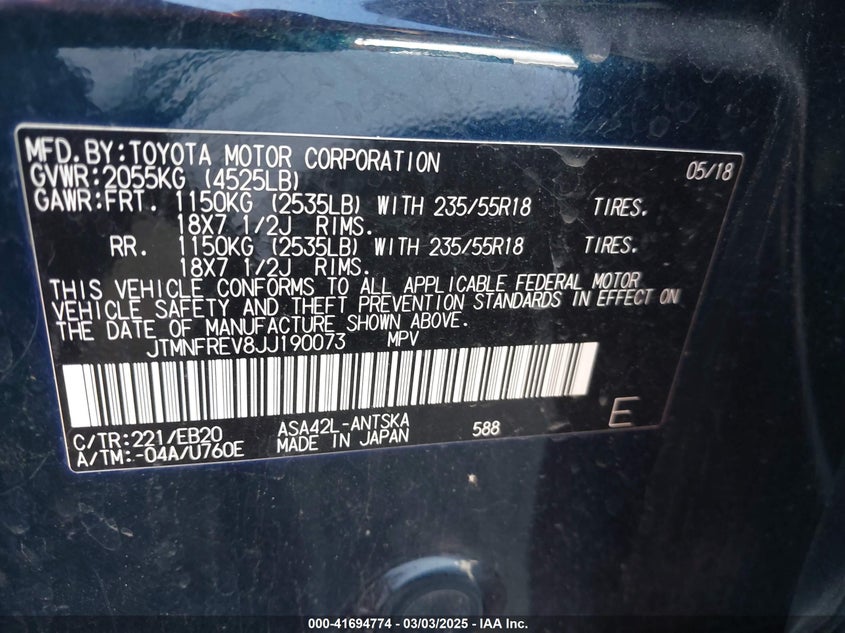 MFD.BY:TOYOTA MOTOR CORPORATION 05/18
GVWR:2055KG (4525LB)
GAWR:FRT. 1150KG (2535LB) WITH 235/55R18 TIRES.
18X7 1/2J RIMS.
RR. 1150KG (2535LB) WITH 235/55R18 TIRES.
18X7 1/2J RIMS.
THIS VEHICLE CONFORMS TO ALL APPLICABLE FEDERAL MOTOR
VEHICLE SAFETY AND THEFT PREVENTION STANDARDS IN EFFECT ON
THE DATE OF MANUFACTURE SHOWN ABOVE.
JTMNFREV8JJ190073 MPV
C/TR:221/EB20 ASA42L-ANTSKA 588 E
A/TM:-04A/U760E MADE IN JAPAN
000-41694774 — 03/03/2025 — IAA Inc.